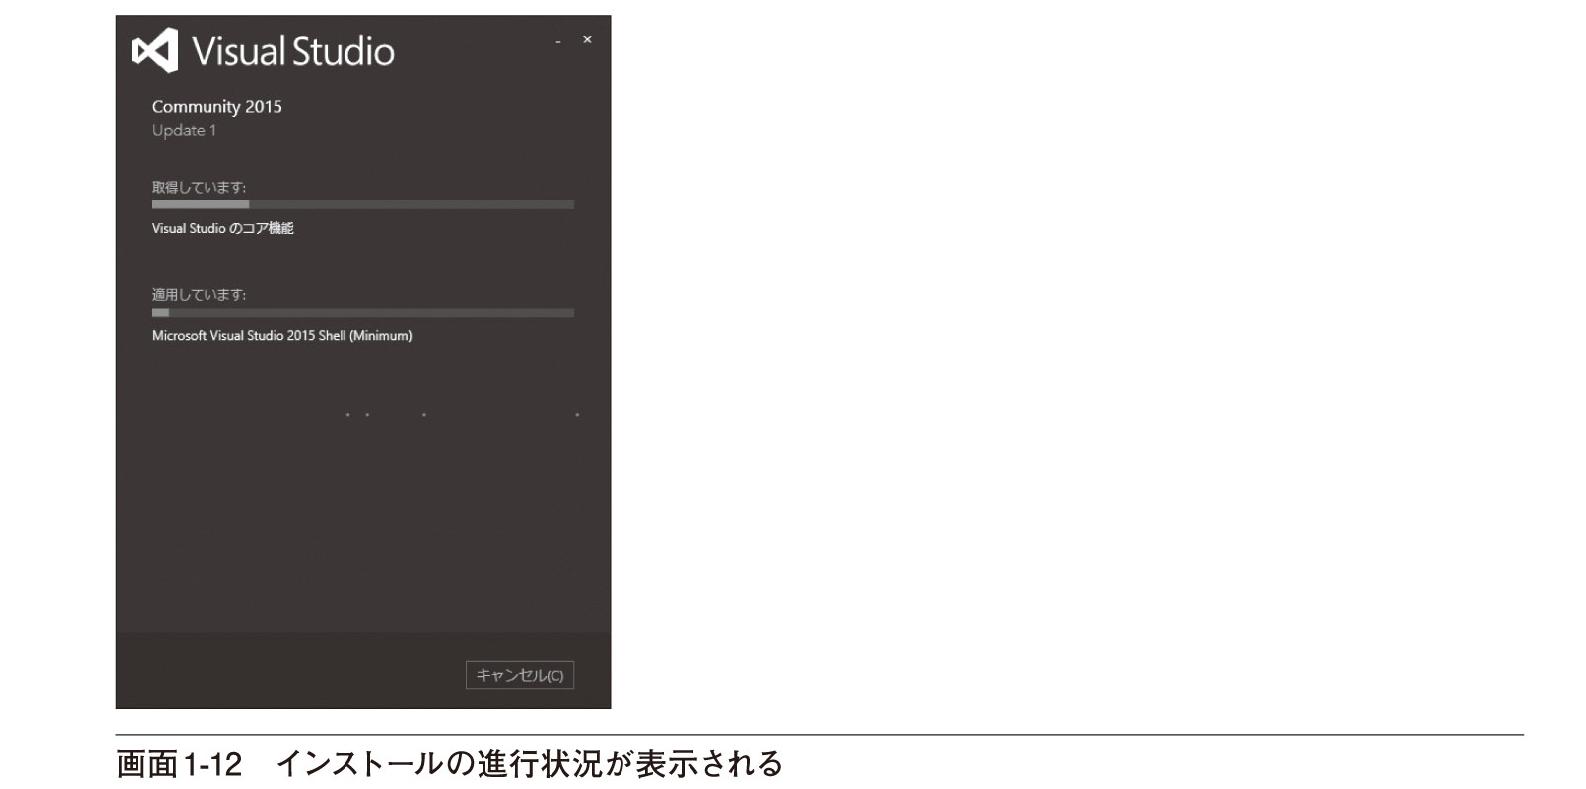 Visual Studio
Community 2015
Update 1
取得しています:
Visual Studio のコア機能
適用しています:
Microsoft Visual Studio 2015 Shell (Minimum)
キャンセル(C)
画面1-12　インストールの進行状況が表示される